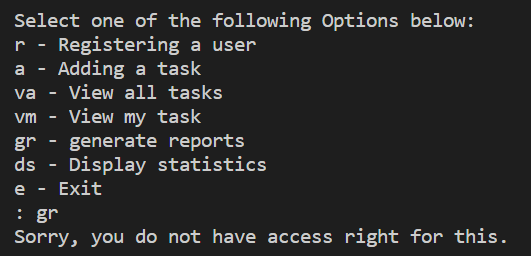 Select one of the following Options below:
r - Registering a user
a - Adding a task
va - View all tasks
vm - View my task
gr - generate reports
ds - Display statistics
e - Exit
: gr
Sorry, you do not have access right for this.